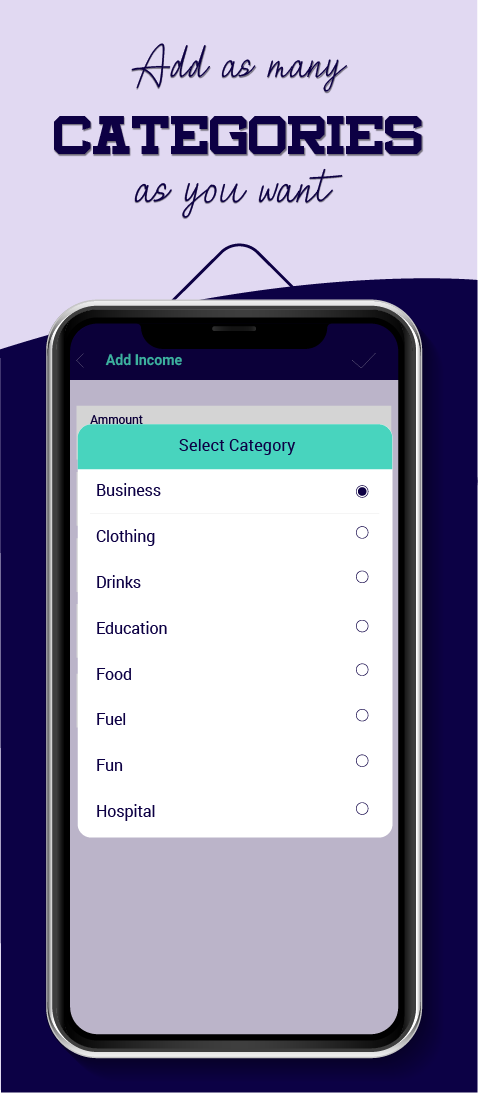 Add as many
CATEGORIES
as you want
Add Income
Ammount
Select Category
Business
Clothing
Drinks
Education
Food
Fuel
Fun
Hospital